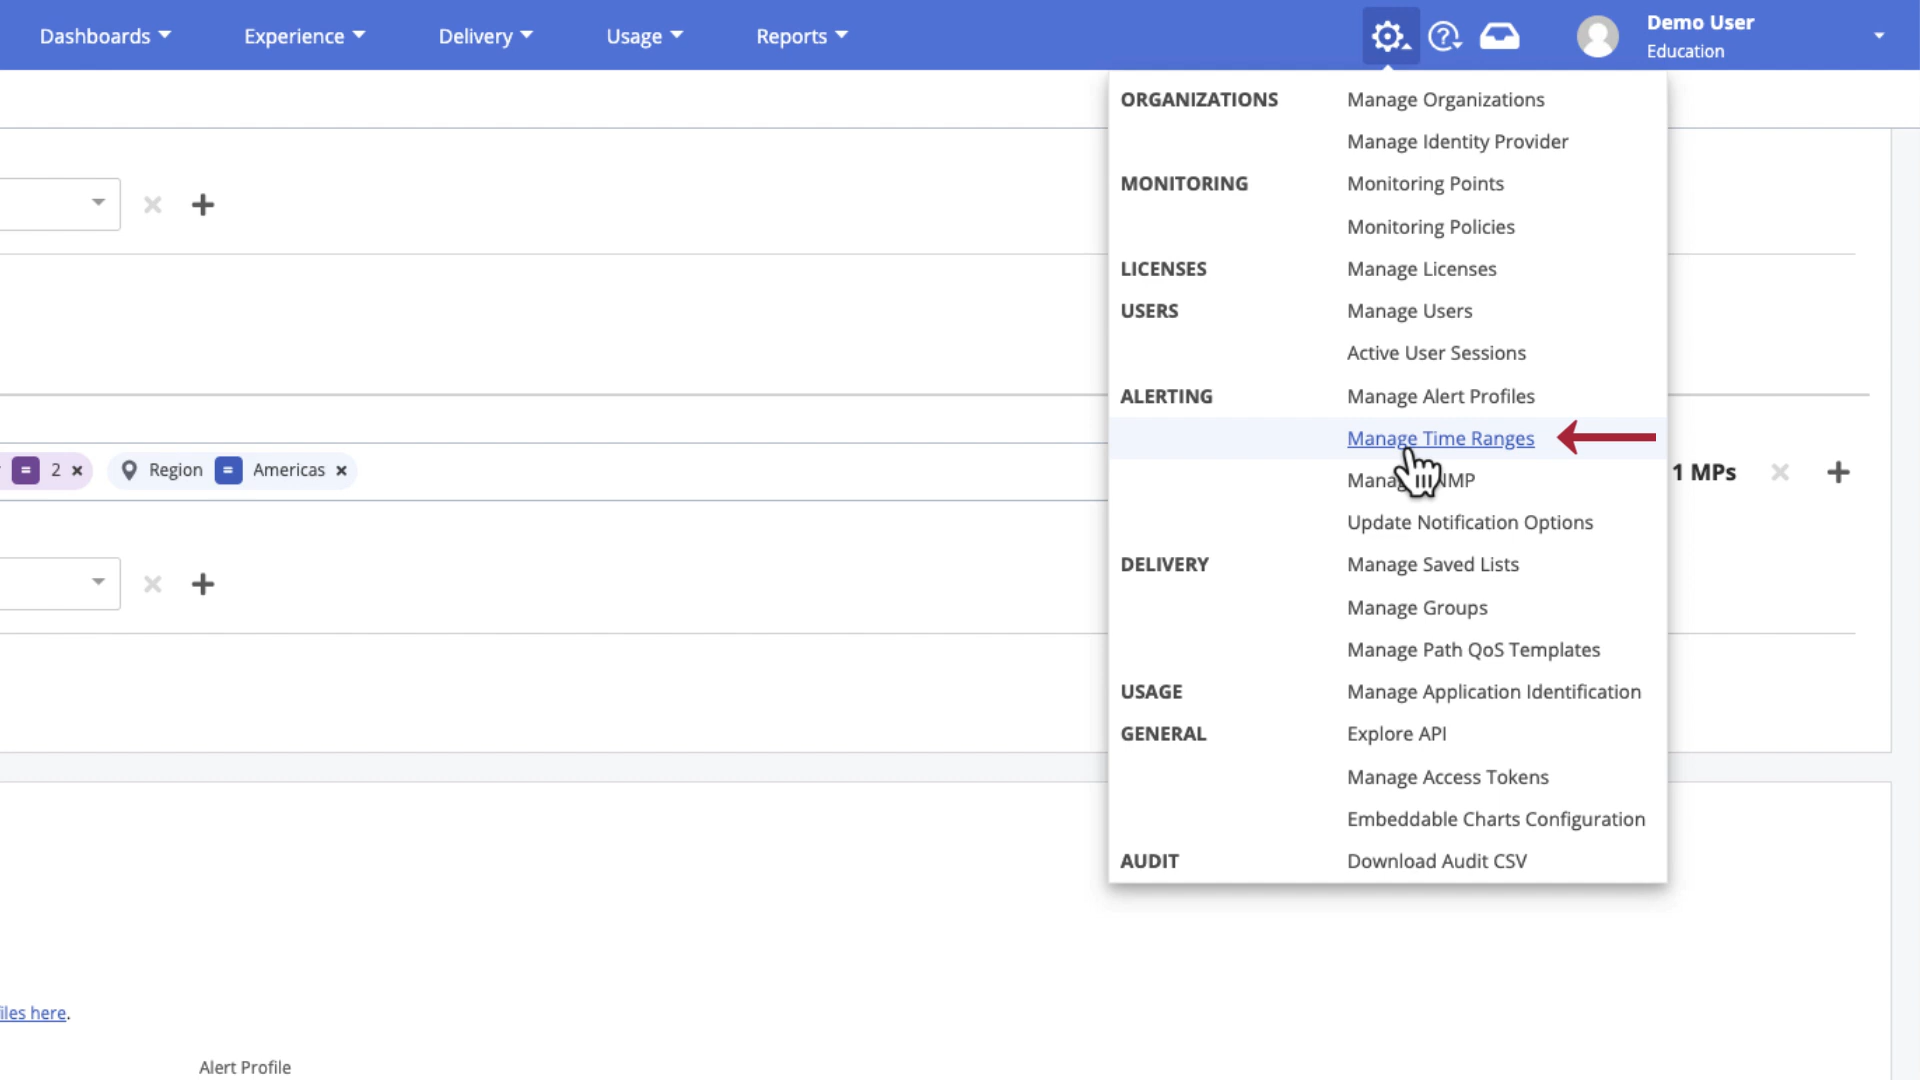 Dashboards
Experience
Delivery
Usage
Reports
Demo User
Education
ORGANIZATIONS
Manage Organizations
Manage Identity Provider
MONITORING
Monitoring Points
Monitoring Policies
LICENSES
Manage Licenses
USERS
Manage Users
Active User Sessions
ALERTING
Manage Alert Profiles
Manage Time Ranges
= 2 × Region = Americas ×
1 MPs
Update Notification Options
DELIVERY
Manage Saved Lists
Manage Groups
Manage Path QoS Templates
USAGE
Manage Application Identification
GENERAL
Explore API
Manage Access Tokens
Embeddable Charts Configuration
AUDIT
Download Audit CSV
here.
Alert Profile